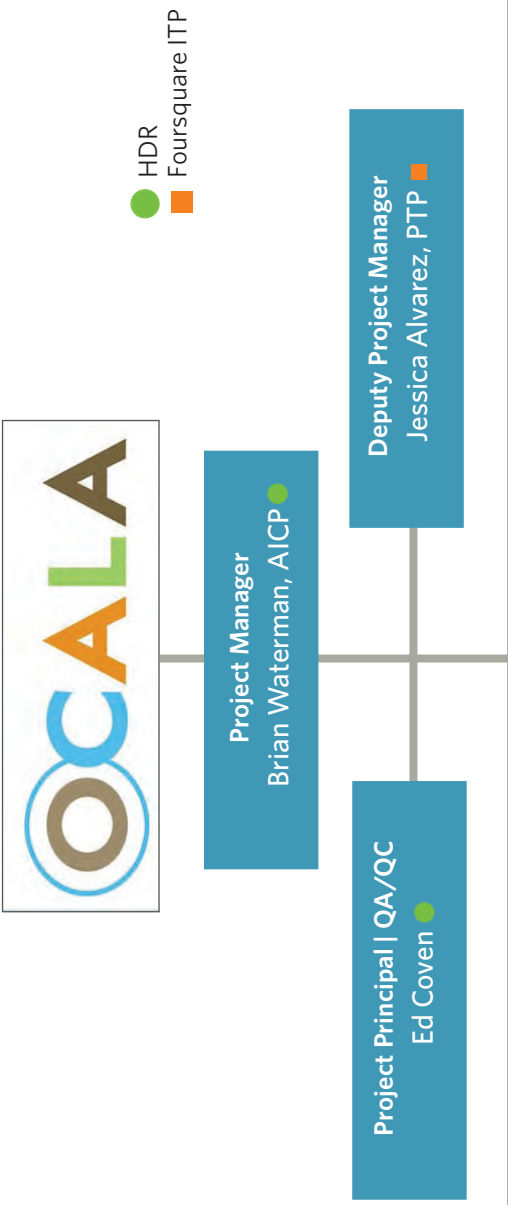 OCALA
HDR
Foursquare ITP
Project Manager
Brian Waterman, AICP
Project Principal | QA/QC
Ed Coven
Deputy Project Manager
Jessica Alvarez, PTP